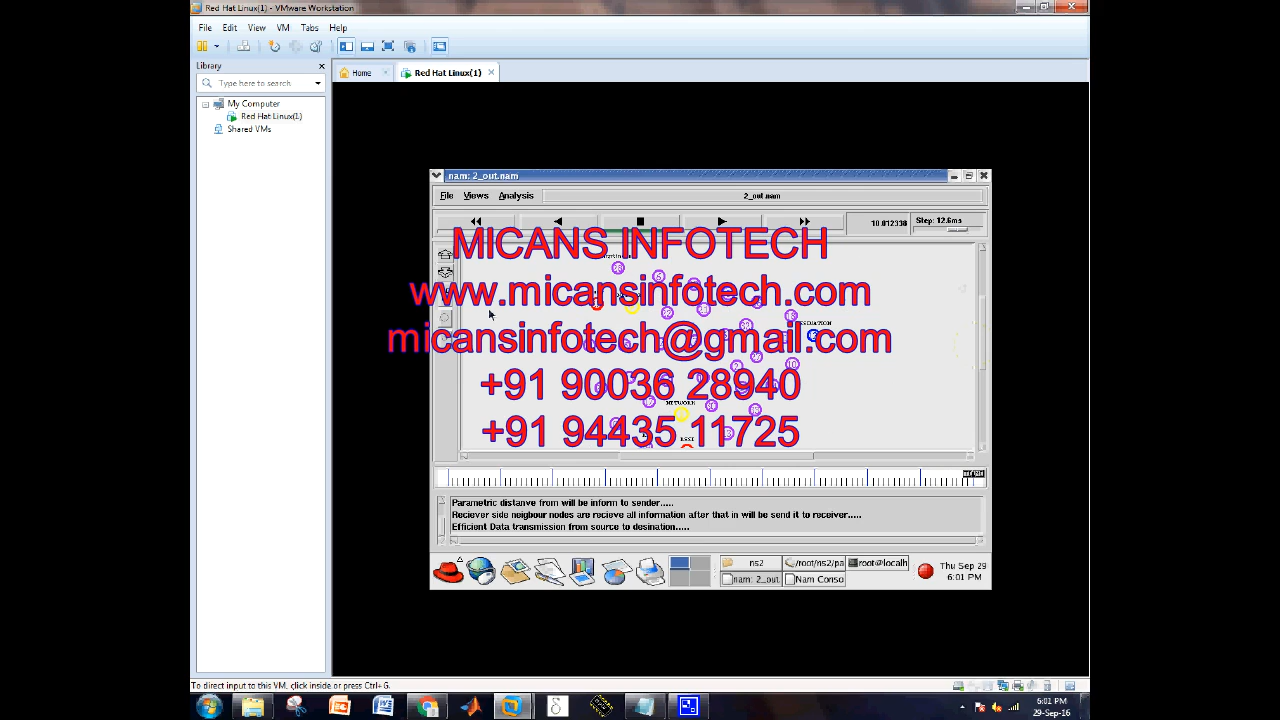 Red Hat Linux(1) - VMware Workstation
File Edit View VM Tabs Help
Library
Type here to search
My Computer
Red Hat Linux(1)
Shared VMs
Home
Red Hat Linux(1)
nam: 2_out.nam
File Views Analysis
2_out.nam
10.012338
Step: 12.6ms
MICANS INFOTECH
www.micansinfotech.com
micansinfotech@gmail.com
+91 90036 28940
NETWORK
+91 94435 11725
RSSI
Parametric distanve from will be inform to sender.....
Reciever side neigbour nodes are recieve all information after that in will be send it to receiver.....
Efficient Data transmission from source to desination.....
ns2
/root/ns2/pa
root@localh
nam: 2_out.
Nam Conso
Thu Sep 29
6:01 PM
To direct input to this VM, click inside or press Ctrl+G.
6:01 PM
29-Sep-16